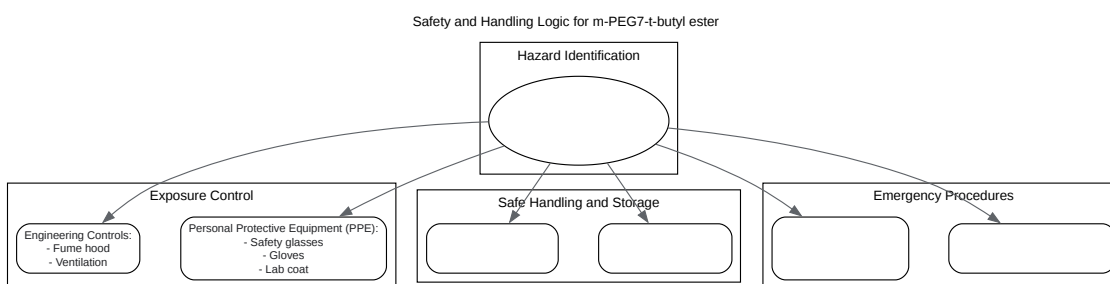 Safety and Handling Logic for m-PEG7-t-butyl ester
Hazard Identification
Exposure Control
Engineering Controls:
- Fume hood
- Ventilation
Personal Protective Equipment (PPE):
- Safety glasses
- Gloves
- Lab coat
Safe Handling and Storage
Emergency Procedures